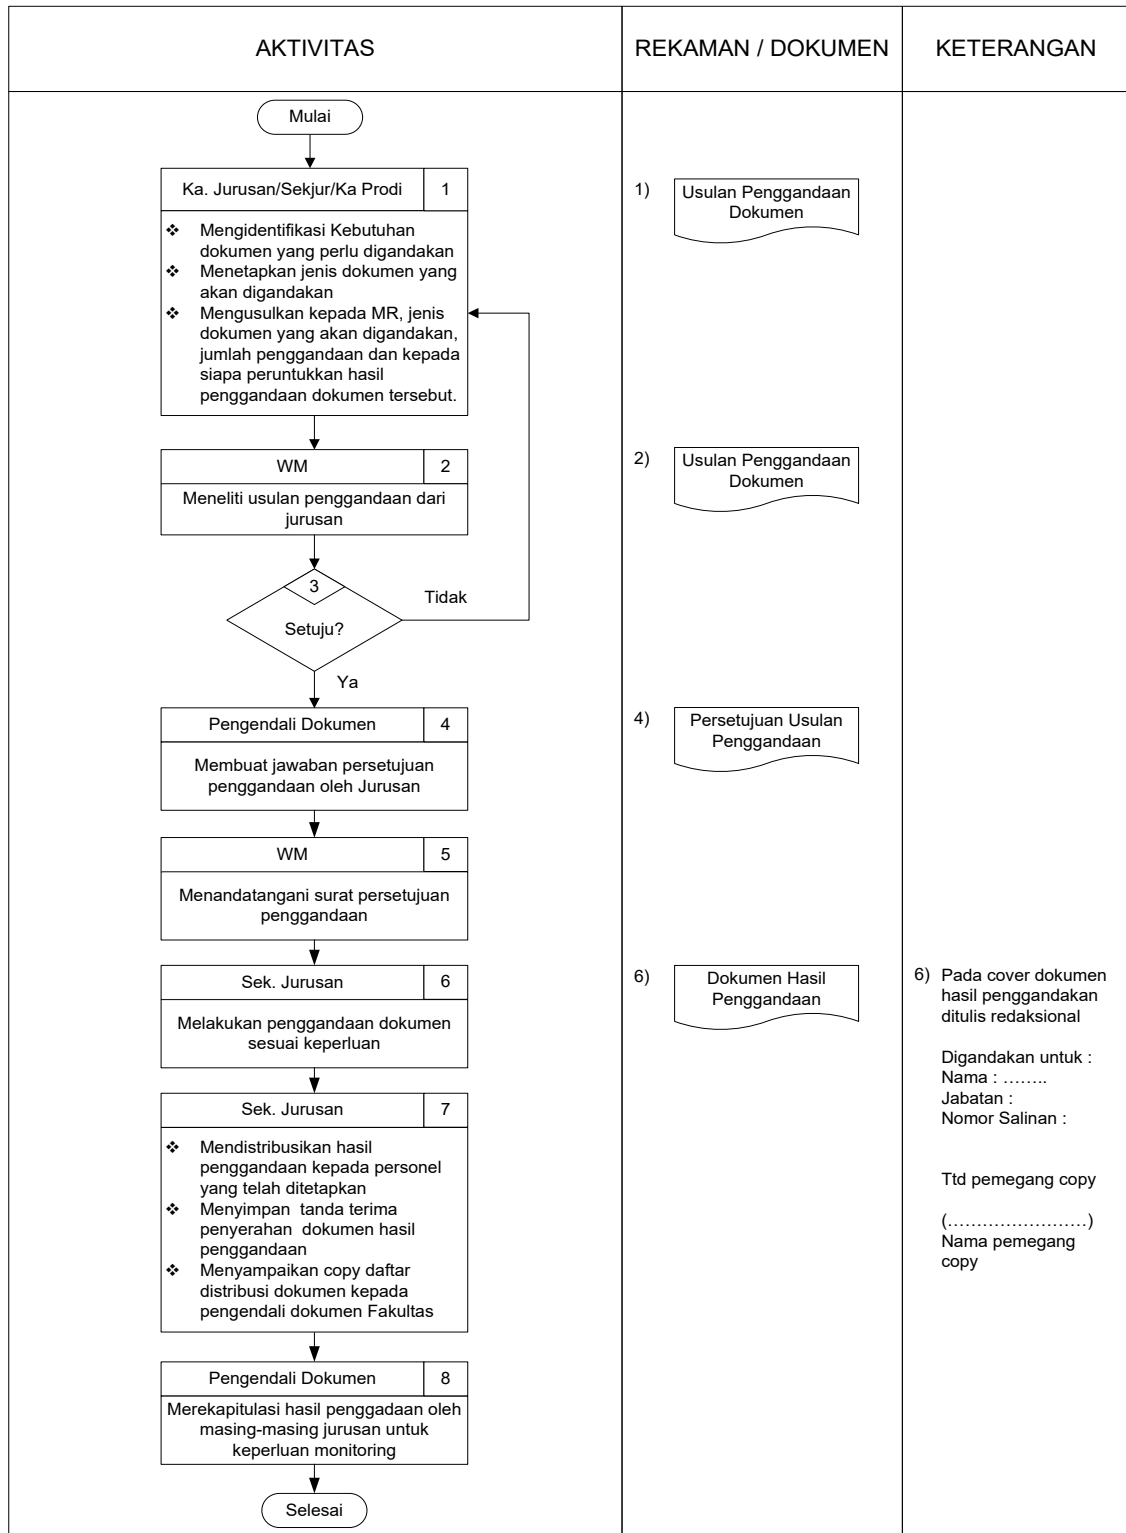 AKTIVITAS
REKAMAN / DOKUMEN
KETERANGAN
Mulai
Ka. Jurusan/Sekjur/Ka Prodi
1
❖ Mengidentifikasi Kebutuhan
dokumen yang perlu digandakan
❖ Menetapkan jenis dokumen yang
akan digandakan
❖ Mengusulkan kepada MR, jenis
dokumen yang akan digandakan,
jumlah penggandaan dan kepada
siapa peruntukkan hasil
penggandaan dokumen tersebut.
1)
Usulan Penggandaan
Dokumen
WM
2
Meneliti usulan penggandaan dari
jurusan
2)
Usulan Penggandaan
Dokumen
3
Setuju?
Tidak
Ya
Pengendali Dokumen
4
Membuat jawaban persetujuan
penggandaan oleh Jurusan
4)
Persetujuan Usulan
Penggandaan
WM
5
Menandatangani surat persetujuan
penggandaan
Sek. Jurusan
6
Melakukan penggandaan dokumen
sesuai keperluan
6)
Dokumen Hasil
Penggandaan
6) Pada cover dokumen
hasil penggandakan
ditulis redaksional
Digandakan untuk :
Nama : ……..
Jabatan :
Nomor Salinan :
Ttd pemegang copy
(……………………)
Nama pemegang
copy
Sek. Jurusan
7
❖ Mendistribusikan hasil
penggandaan kepada personel
yang telah ditetapkan
❖ Menyimpan tanda terima
penyerahan dokumen hasil
penggandaan
❖ Menyampaikan copy daftar
distribusi dokumen kepada
pengendali dokumen Fakultas
Pengendali Dokumen
8
Merekapitulasi hasil penggadaan oleh
masing-masing jurusan untuk
keperluan monitoring
Selesai